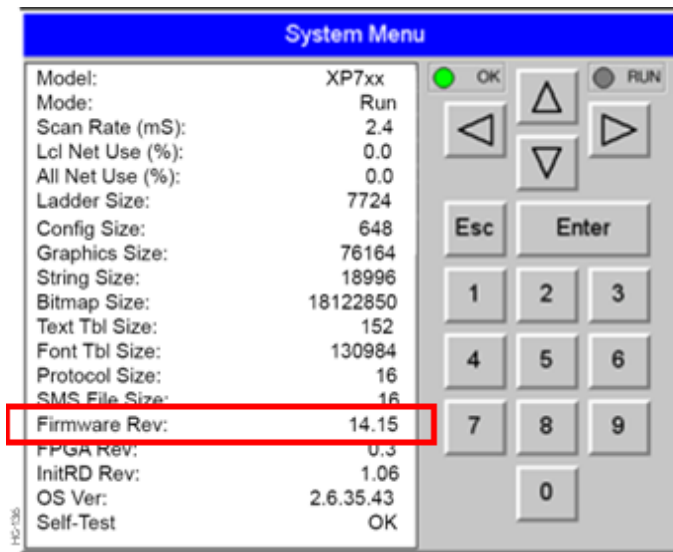 System Menu
Model: XP7xx
Mode: Run
Scan Rate (mS): 2.4
Lcl Net Use (%): 0.0
All Net Use (%): 0.0
Ladder Size: 7724
Config Size: 648
Graphics Size: 76164
String Size: 18996
Bitmap Size: 18122850
Text Tbl Size: 152
Font Tbl Size: 130984
Protocol Size: 16
SMS File Size: 16
Firmware Rev: 14.15
FPGA Rev: 0.3
InitRD Rev: 1.06
OS Ver: 2.6.35.43
Self-Test OK
OK
RUN
Esc
Enter
1 2 3
4 5 6
7 8 9
0
HG-136